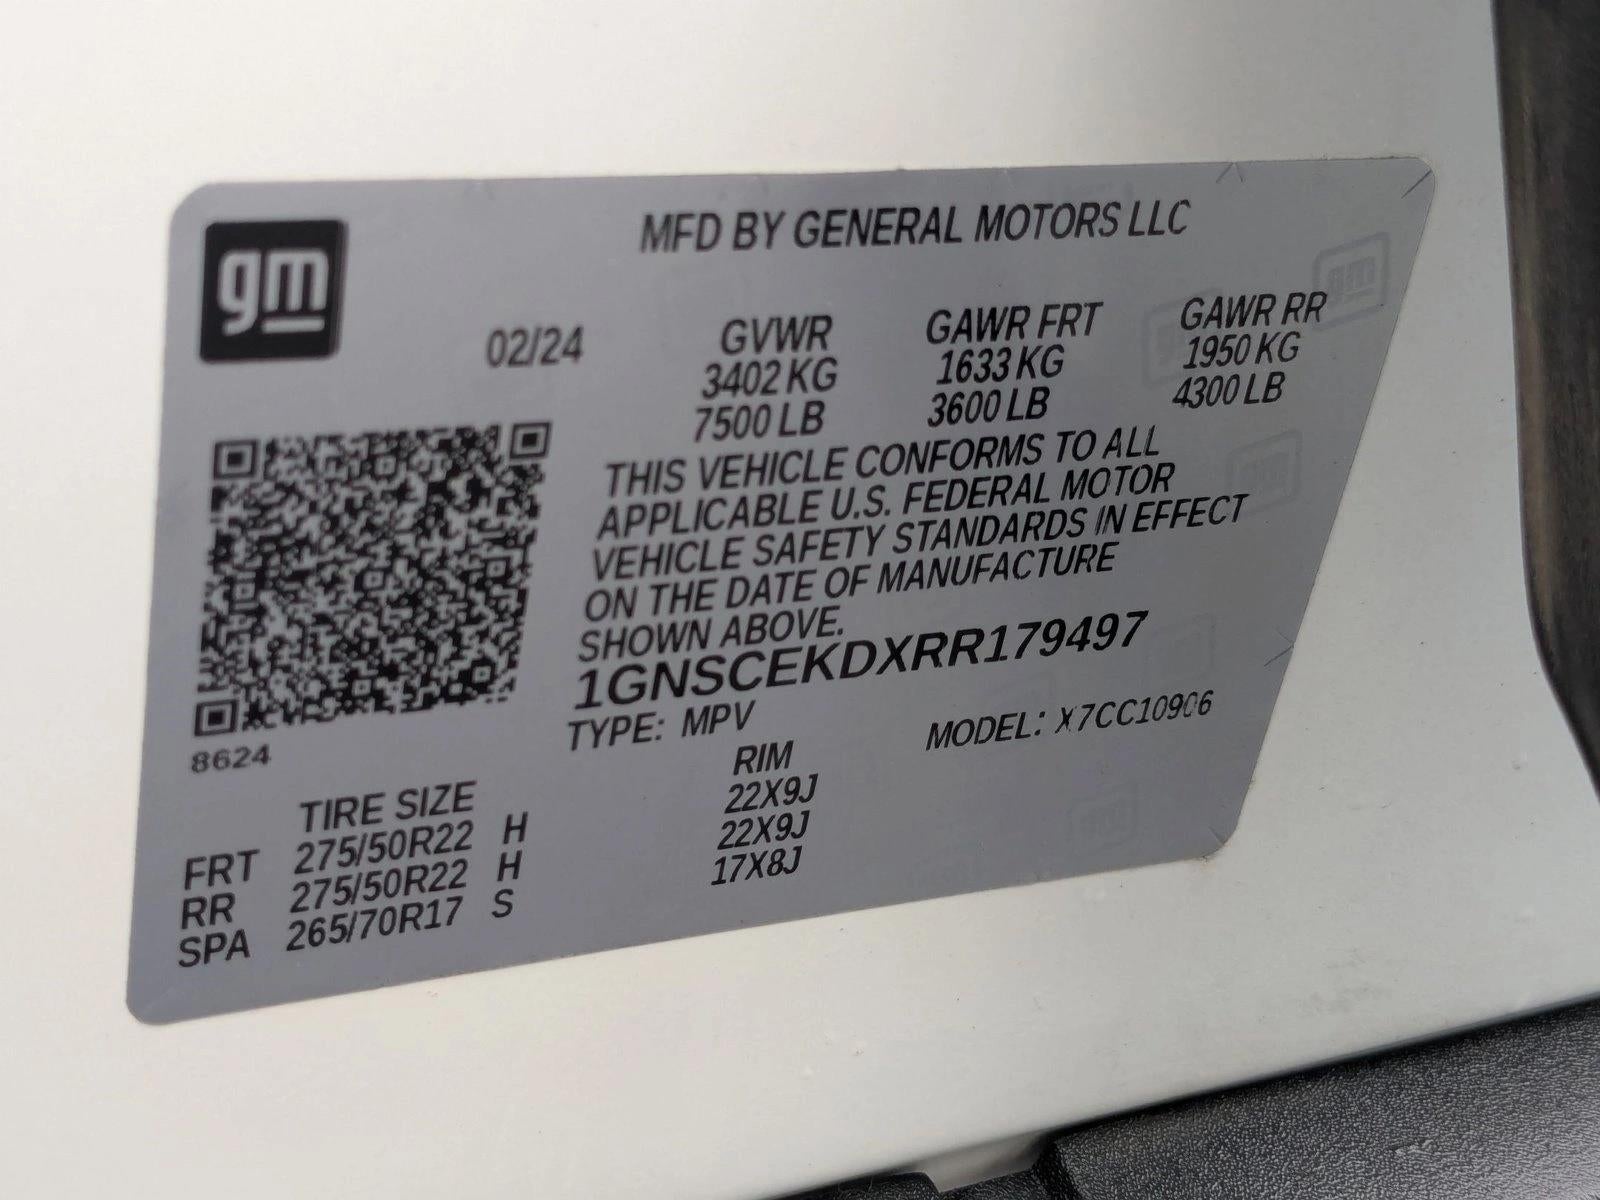 gm
MFD BY GENERAL MOTORS LLC
02/24
GVWR GAWR FRT GAWR RR
3402 KG 1633 KG 1950 KG
7500 LB 3600 LB 4300 LB
THIS VEHICLE CONFORMS TO ALL
APPLICABLE U.S. FEDERAL MOTOR
VEHICLE SAFETY STANDARDS IN EFFECT
ON THE DATE OF MANUFACTURE
SHOWN ABOVE.
1GNSCEKDXRR179497
TYPE: MPV MODEL: X7CC10906
8624
TIRE SIZE RIM
FRT 275/50R22 H 22X9J
RR 275/50R22 H 22X9J
SPA 265/70R17 S 17X8J